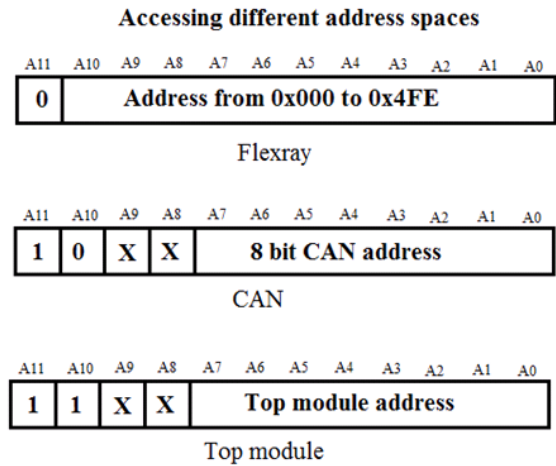 Accessing different address spaces
A11 A10 A9 A8 A7 A6 A5 A4 A3 A2 A1 A0
0 Address from 0x000 to 0x4FE
Flexray
A11 A10 A9 A8 A7 A6 A5 A4 A3 A2 A1 A0
1 0 X X 8 bit CAN address
CAN
A11 A10 A9 A8 A7 A6 A5 A4 A3 A2 A1 A0
1 1 X X Top module address
Top module